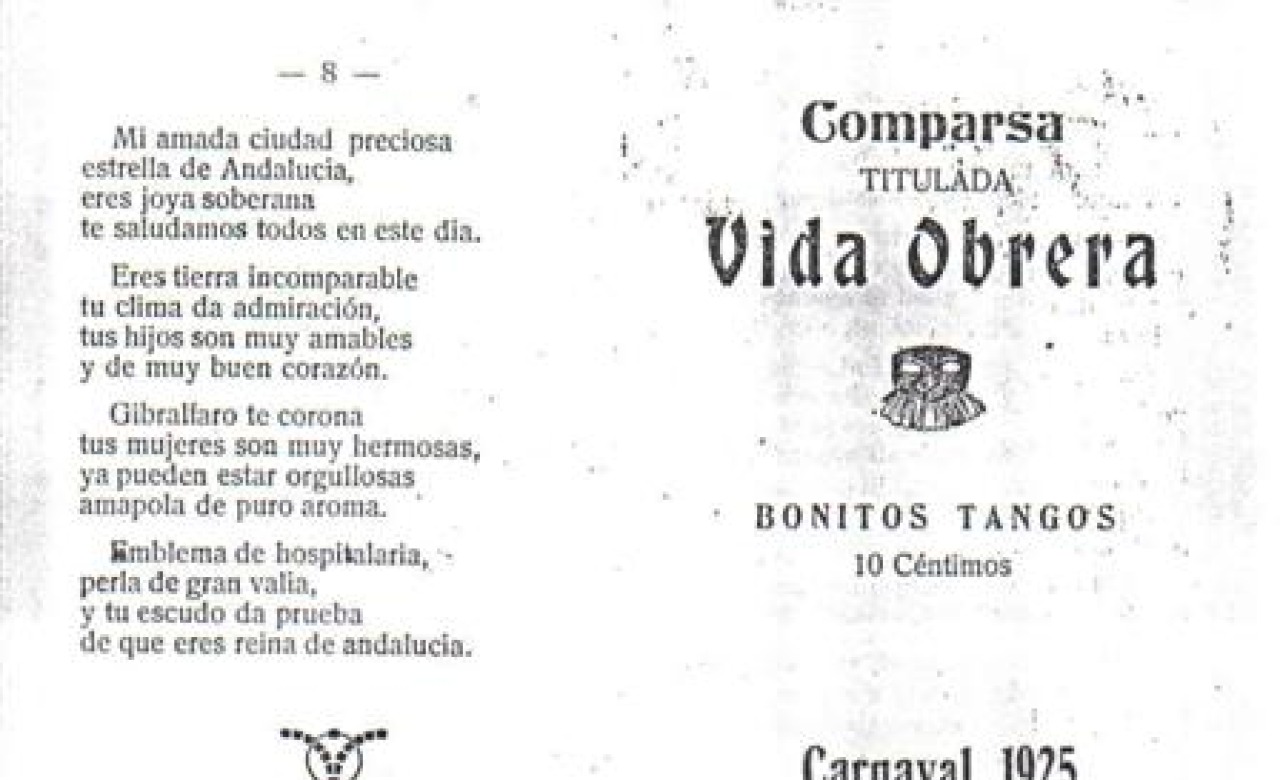 — 8 —
Mi amada ciudad preciosa
estrella de Andalucia,
eres joya soberana
te saludamos todos en este dia.
Eres tierra incomparable
tu clima da admiración,
tus hijos son muy amables
y de muy buen corazón.
Gibralfaro te corona
tus mujeres son muy hermosas,
ya pueden estar orgullosas
amapola de puro aroma.
Emblema de hospitalaria,
perla de gran valia,
y tu escudo da prueba
de que eres reina de andalucia.
Comparsa
TITULADA
Vida Obrera
BONITOS TANGOS
10 Céntimos
Carnaval 1925